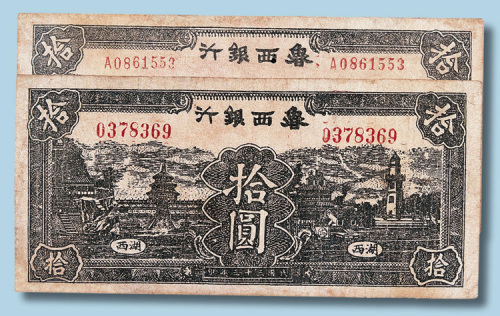 拾 魯西銀行 拾
A0861553 A0861553
拾 魯西銀行 拾
0378369 0378369
拾圓
湖西 湖西
拾 拾